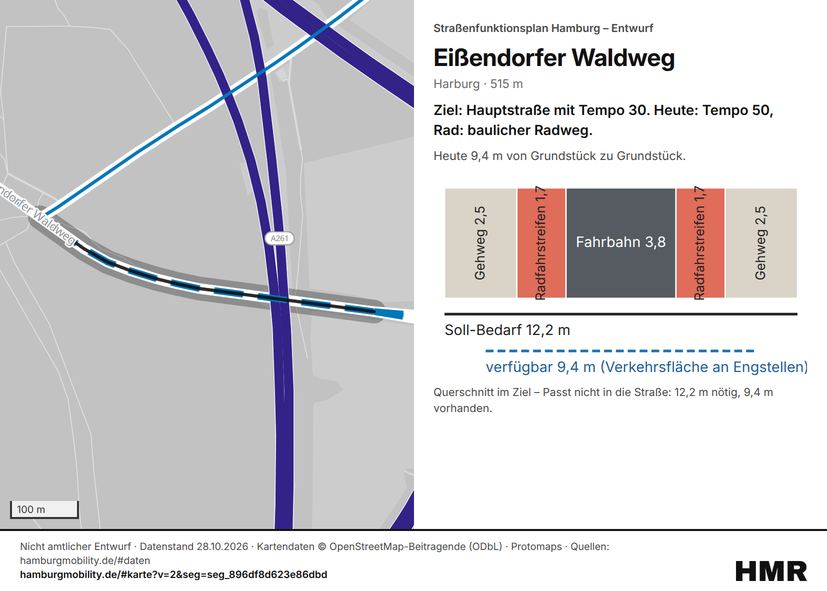 Straßenfunktionsplan Hamburg – Entwurf
Eißendorfer Waldweg
Harburg · 515 m
Ziel: Hauptstraße mit Tempo 30. Heute: Tempo 50,
Rad: baulicher Radweg.
Heute 9,4 m von Grundstück zu Grundstück.
Gehweg 2,5
Radfahrstreifen 1,7
Fahrbahn 3,8
Radfahrstreifen 1,7
Gehweg 2,5
Soll-Bedarf 12,2 m
verfügbar 9,4 m (Verkehrsfläche an Engstellen)
Querschnitt im Ziel – Passt nicht in die Straße: 12,2 m nötig, 9,4 m
vorhanden.
ndorfer Waldweg
A261
100 m
Nicht amtlicher Entwurf · Datenstand 28.10.2026 · Kartendaten © OpenStreetMap-Beitragende (ODbL) · Protomaps · Quellen:
hamburgmobility.de/#daten
hamburgmobility.de/#karte?v=2&seg=seg_896df8d623e86dbd
HMR